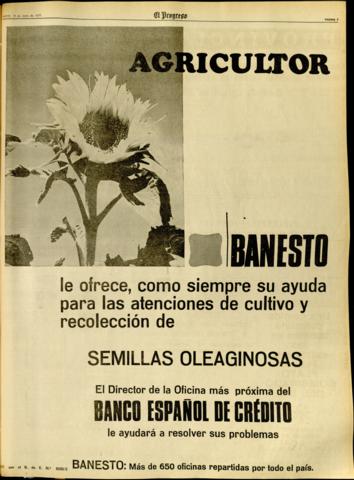 El Progreso
AGRICULTOR
BANESTO
le ofrece, como siempre su ayuda
para las atenciones de cultivo y
recolección de
SEMILLAS OLEAGINOSAS
El Director de la Oficina más próxima del
BANCO ESPAÑOL DE CRÉDITO
le ayudará a resolver sus problemas
BANESTO: Más de 650 oficinas repartidas por todo el país.